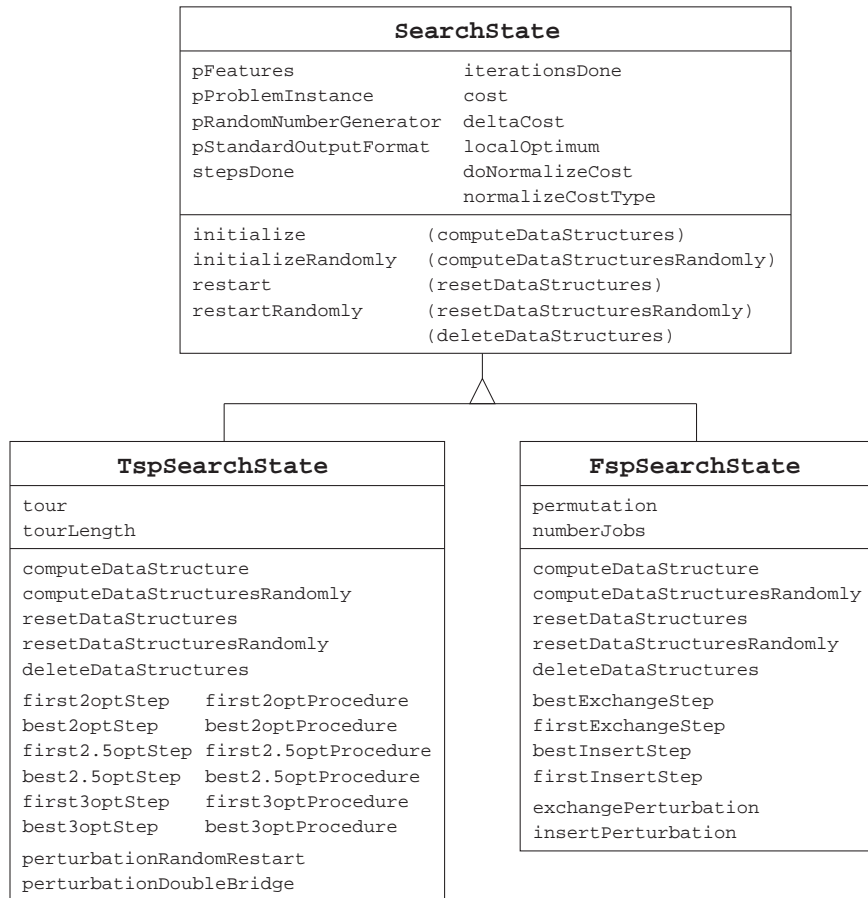 SearchState
pFeatures iterationsDone
pProblemInstance cost
pRandomNumberGenerator deltaCost
pStandardOutputFormat localOptimum
stepsDone doNormalizeCost
normalizeCostType
initialize (computeDataStructures)
initializeRandomly (computeDataStructuresRandomly)
restart (resetDataStructures)
restartRandomly (resetDataStructuresRandomly)
(deleteDataStructures)
TspSearchState
tour
tourLength
computeDataStructure
computeDataStructuresRandomly
resetDataStructures
resetDataStructuresRandomly
deleteDataStructures
first2optStep first2optProcedure
best2optStep best2optProcedure
first2.5optStep first2.5optProcedure
best2.5optStep best2.5optProcedure
first3optStep first3optProcedure
best3optStep best3optProcedure
perturbationRandomRestart
perturbationDoubleBridge
FspSearchState
permutation
numberJobs
computeDataStructure
computeDataStructuresRandomly
resetDataStructures
resetDataStructuresRandomly
deleteDataStructures
bestExchangeStep
firstExchangeStep
bestInsertStep
firstInsertStep
exchangePerturbation
insertPerturbation